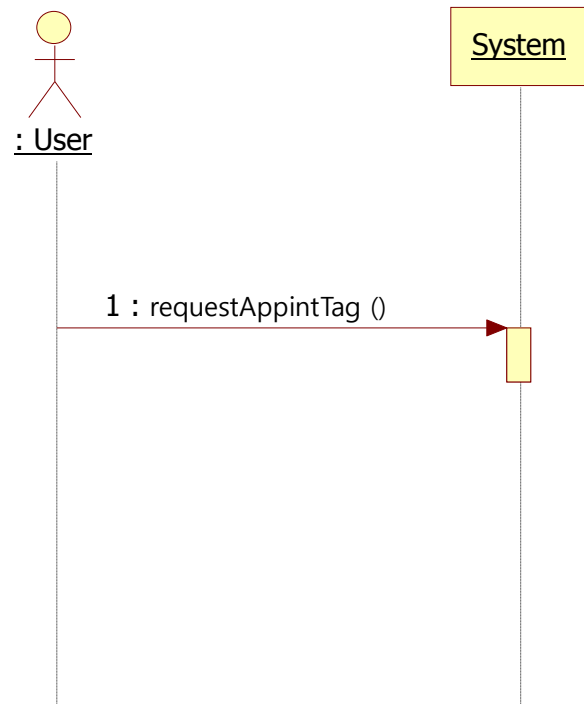 System
: User
1 : requestAppintTag ()